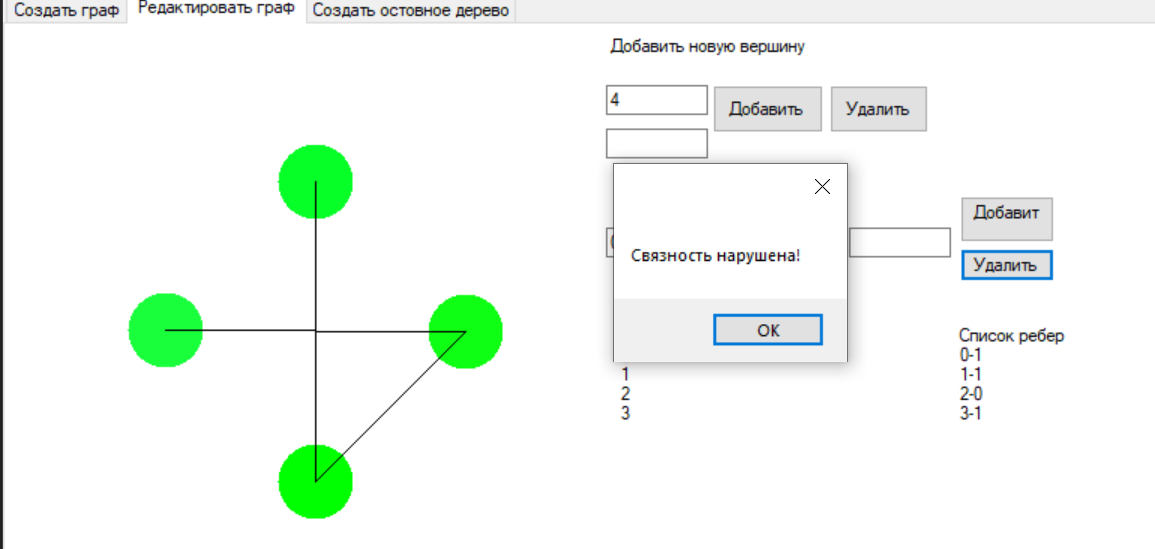 Создать граф
Редактировать граф
Создать остовное дерево
Добавить новую вершину
4
Добавить
Удалить
Связность нарушена!
OK
Добавит
Удалить
1
2
3
Список ребер
0-1
1-1
2-0
3-1